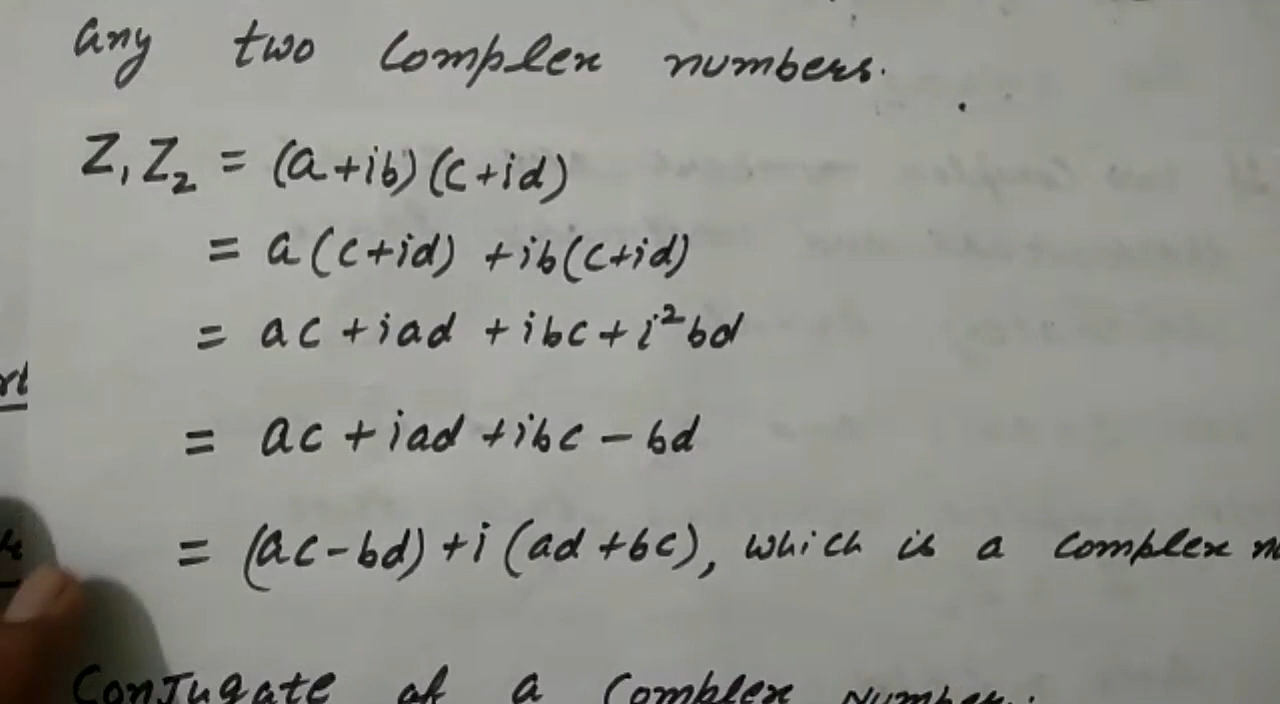 any two Complex numbers.
Z₁Z₂ = (a+ib)(c+id)
= a(c+id) +ib(c+id)
= ac +iad +ibc+i²bd
= ac +iad +ibc - bd
= (ac-bd) +i (ad +bc), which is a complex
Conjugate of a Complex Number: